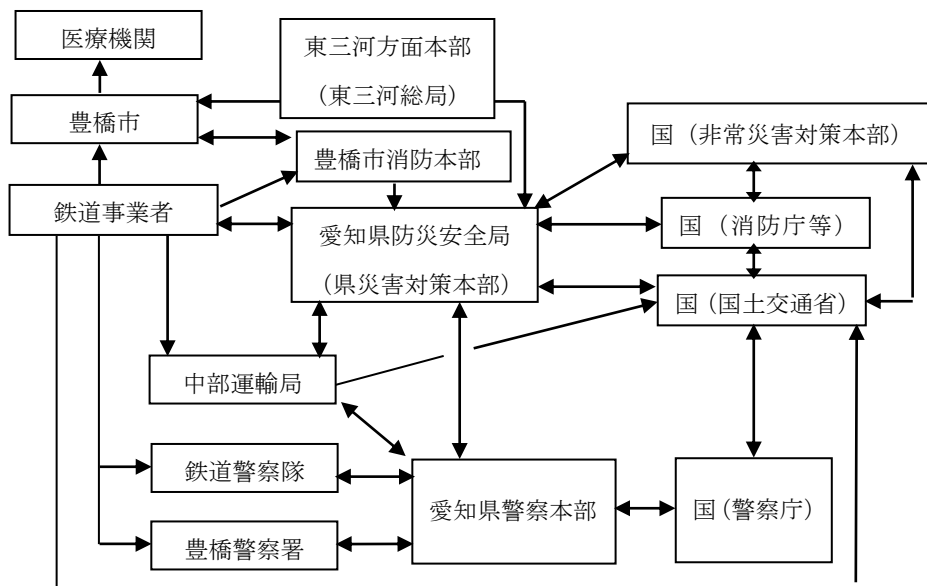 医療機関
東三河方面本部
（東三河総局）
豊橋市
国（非常災害対策本部）
豊橋市消防本部
鉄道事業者
国（消防庁等）
愛知県防災安全局
（県災害対策本部）
国（国土交通省）
中部運輸局
鉄道警察隊
愛知県警察本部
国（警察庁）
豊橋警察署